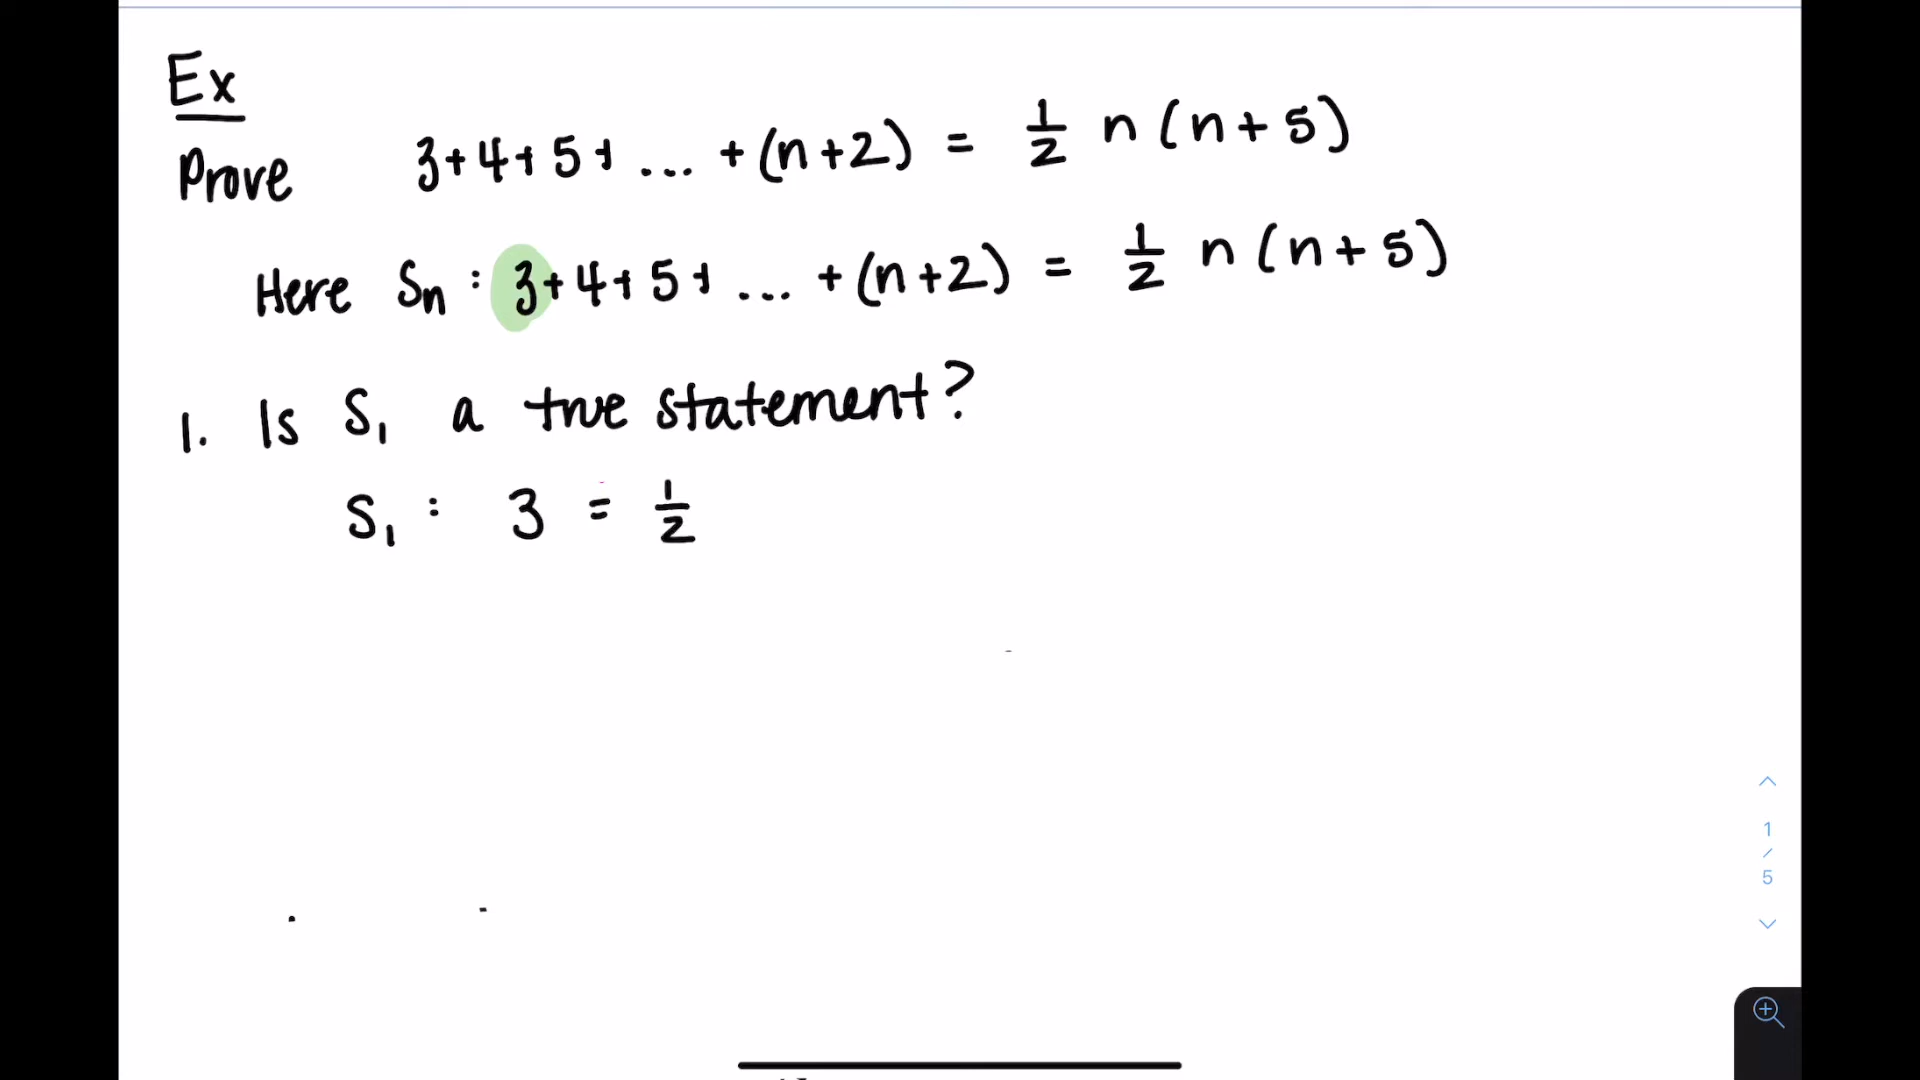 Ex
Prove 3+4+5+ ... +(n+2) = 1/2 n(n+5)
Here Sn : 3+4+5+ ... +(n+2) = 1/2 n(n+5)
1. Is S₁ a true statement?
S₁ : 3 = 1/2
1
/
5